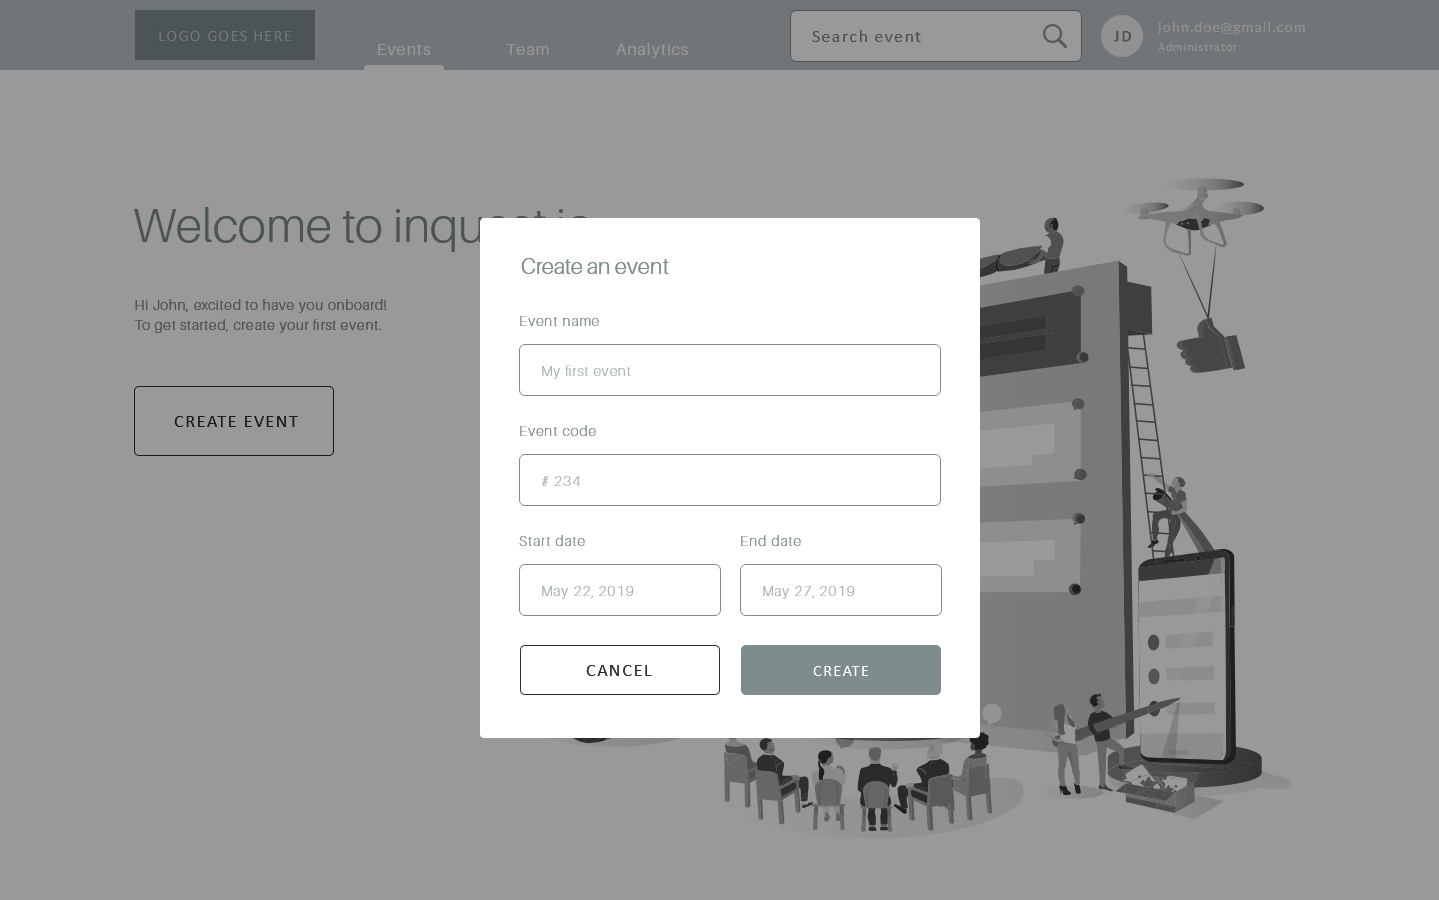 LOGO GOES HERE
Events
Team
Analytics
Search event
JD
john.doe@gmail.com
Administrator
Welcome to
Hi John, excited to have you onboard!
To get started, create your first event.
CREATE EVENT
Create an event
Event name
My first event
Event code
# 234
Start date
End date
May 22, 2019
May 27, 2019
CANCEL
CREATE